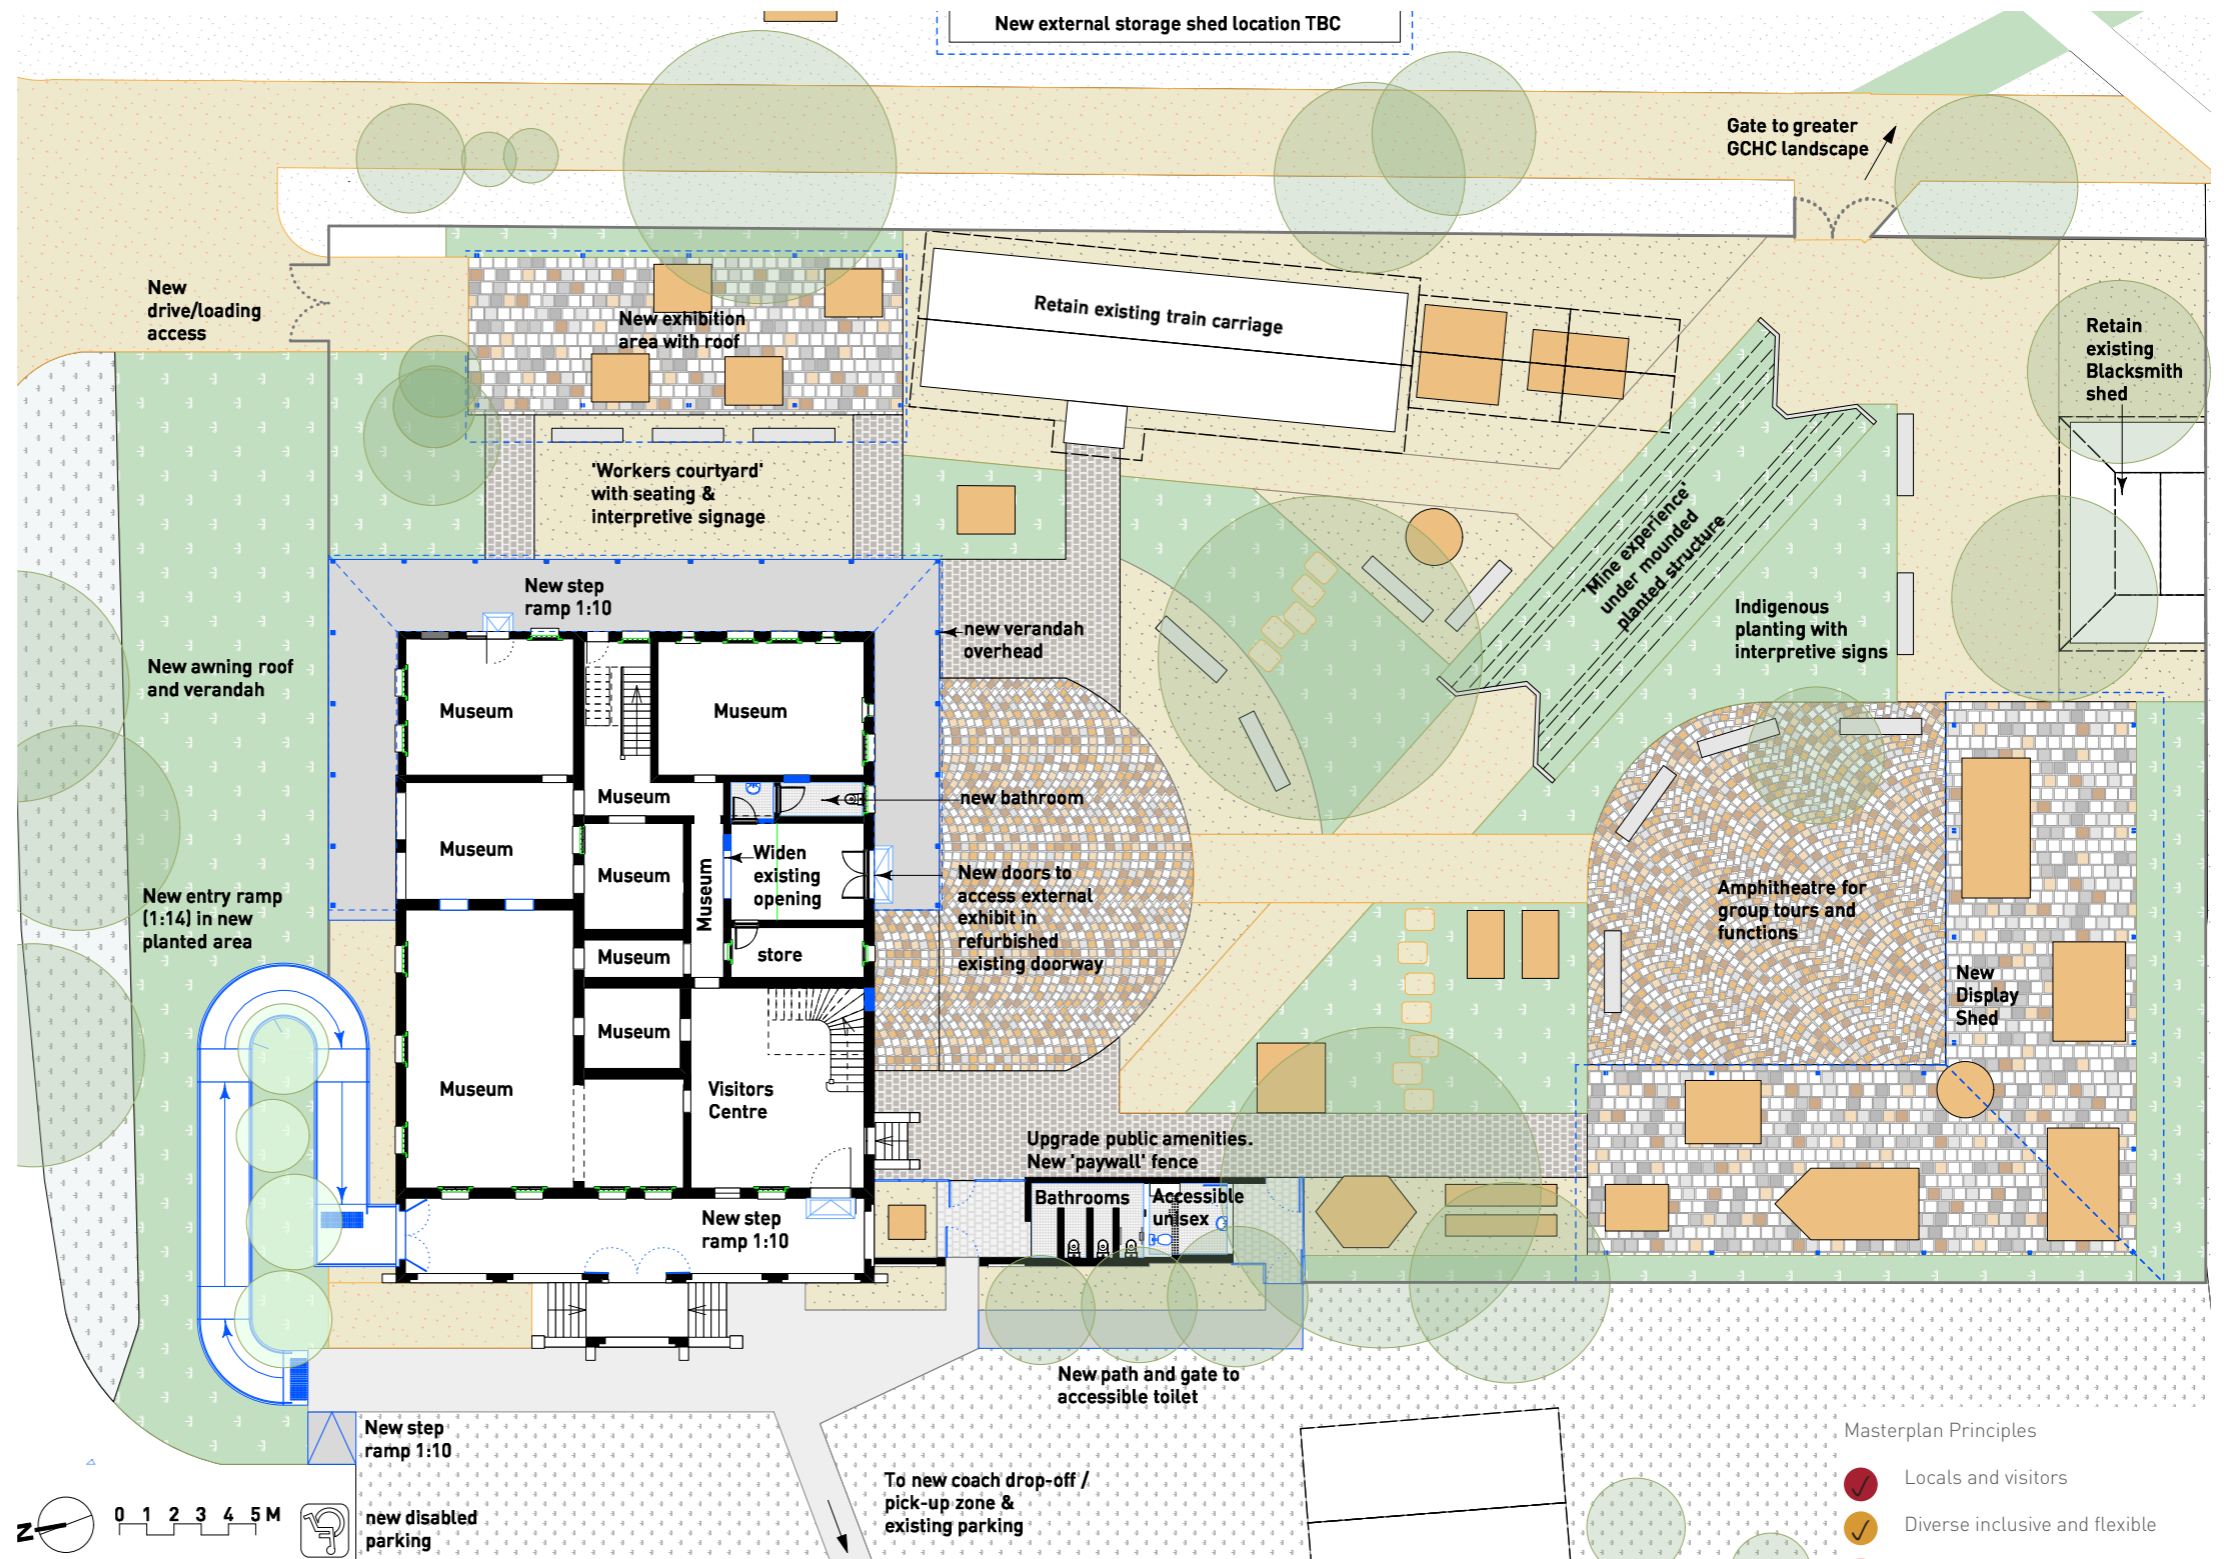 New external storage shed location TBC
Gate to greater
GCHC landscape
New
drive/loading
access
New exhibition
area with roof
Retain existing train carriage
Retain
existing
Blacksmith
shed
'Workers courtyard'
with seating &
interpretive signage
'Mine experience'
under mounded
planted structure
New step
ramp 1:10
Indigenous
planting with
interpretive signs
new verandah
overhead
New awning roof
and verandah
Museum
Museum
Museum
new bathroom
Museum
Museum
Museum
Widen
existing
opening
New doors to
access external
exhibit in
refurbished
existing doorway
Amphitheatre for
group tours and
functions
New entry ramp
(1:14) in new
planted area
Museum
store
New
Display
Shed
Museum
Museum
Visitors
Centre
Upgrade public amenities.
New 'paywall' fence
Bathrooms
Accessible
unisex
New step
ramp 1:10
New path and gate to
accessible toilet
New step
ramp 1:10
To new coach drop-off /
pick-up zone &
existing parking
Masterplan Principles
Locals and visitors
Diverse inclusive and flexible
N
0 1 2 3 4 5 M
new disabled
parking